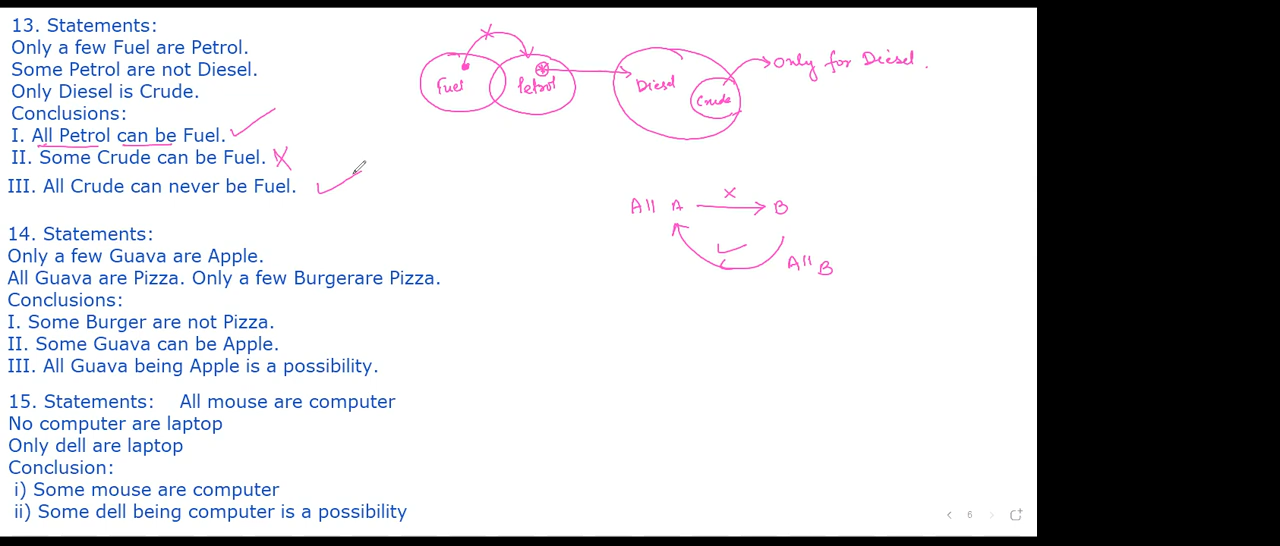 13. Statements:
Only a few Fuel are Petrol.
Some Petrol are not Diesel.
Only Diesel is Crude.
Conclusions:
I. All Petrol can be Fuel.
II. Some Crude can be Fuel.
III. All Crude can never be Fuel.
14. Statements:
Only a few Guava are Apple.
All Guava are Pizza. Only a few Burgerare Pizza.
Conclusions:
I. Some Burger are not Pizza.
II. Some Guava can be Apple.
III. All Guava being Apple is a possibility.
15. Statements: All mouse are computer
No computer are laptop
Only dell are laptop
Conclusion:
i) Some mouse are computer
ii) Some dell being computer is a possibility
Fuel Petrol Diesel Crude
only for Diesel.
All A B
All B
6